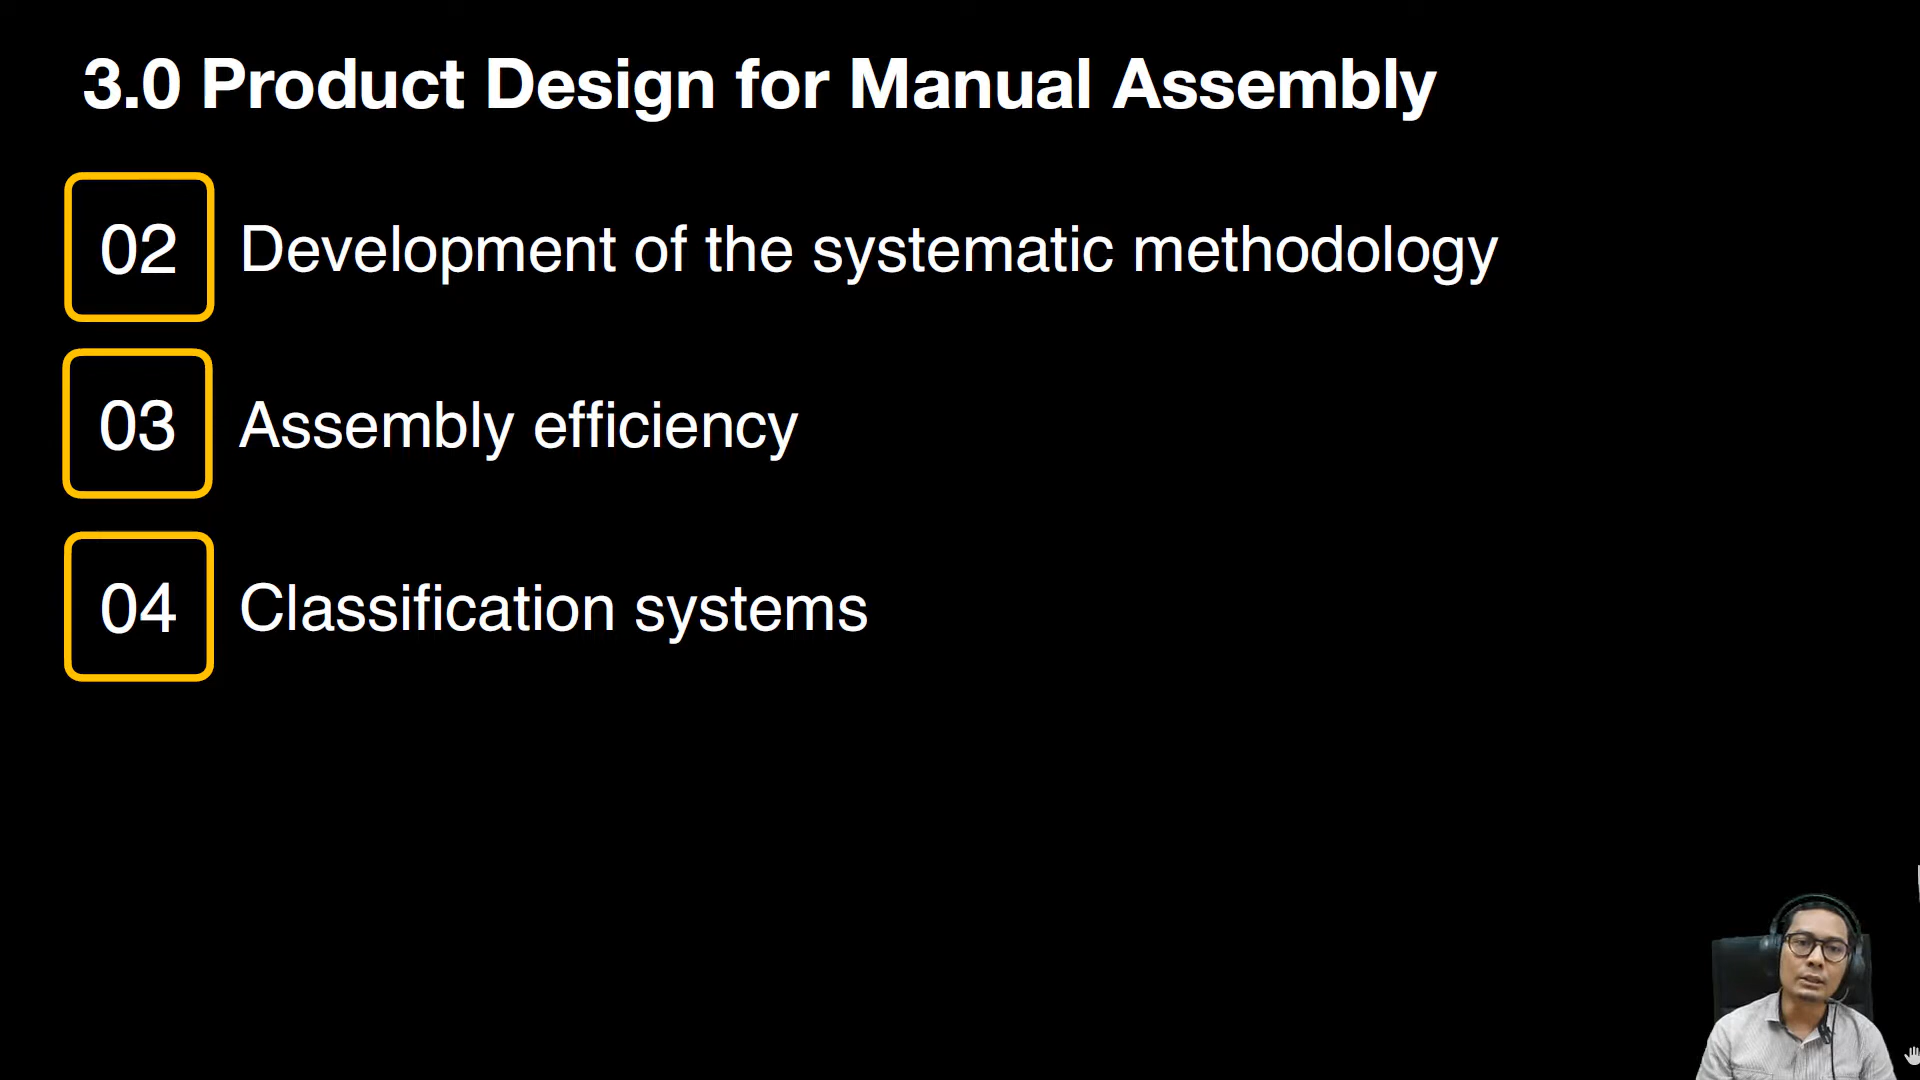 3.0 Product Design for Manual Assembly
02 Development of the systematic methodology
03 Assembly efficiency
04 Classification systems